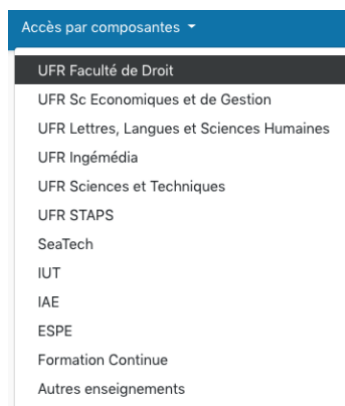 Accès par composantes
UFR Faculté de Droit
UFR Sc Economiques et de Gestion
UFR Lettres, Langues et Sciences Humaines
UFR Ingémédia
UFR Sciences et Techniques
UFR STAPS
SeaTech
IUT
IAE
ESPE
Formation Continue
Autres enseignements